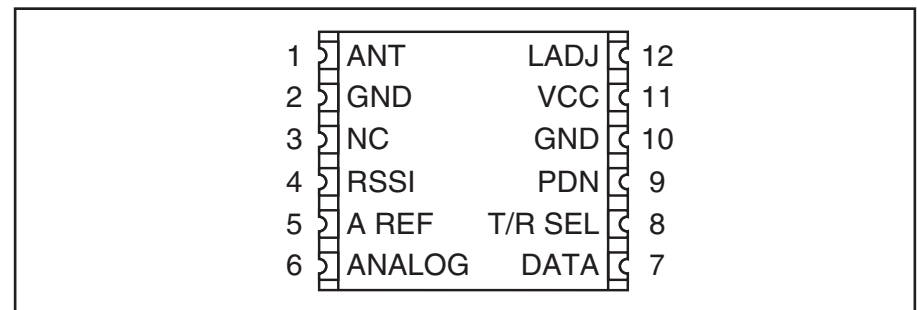 1 ANT LADJ 12
2 GND VCC 11
3 NC GND 10
4 RSSI PDN 9
5 A REF T/R SEL 8
6 ANALOG DATA 7